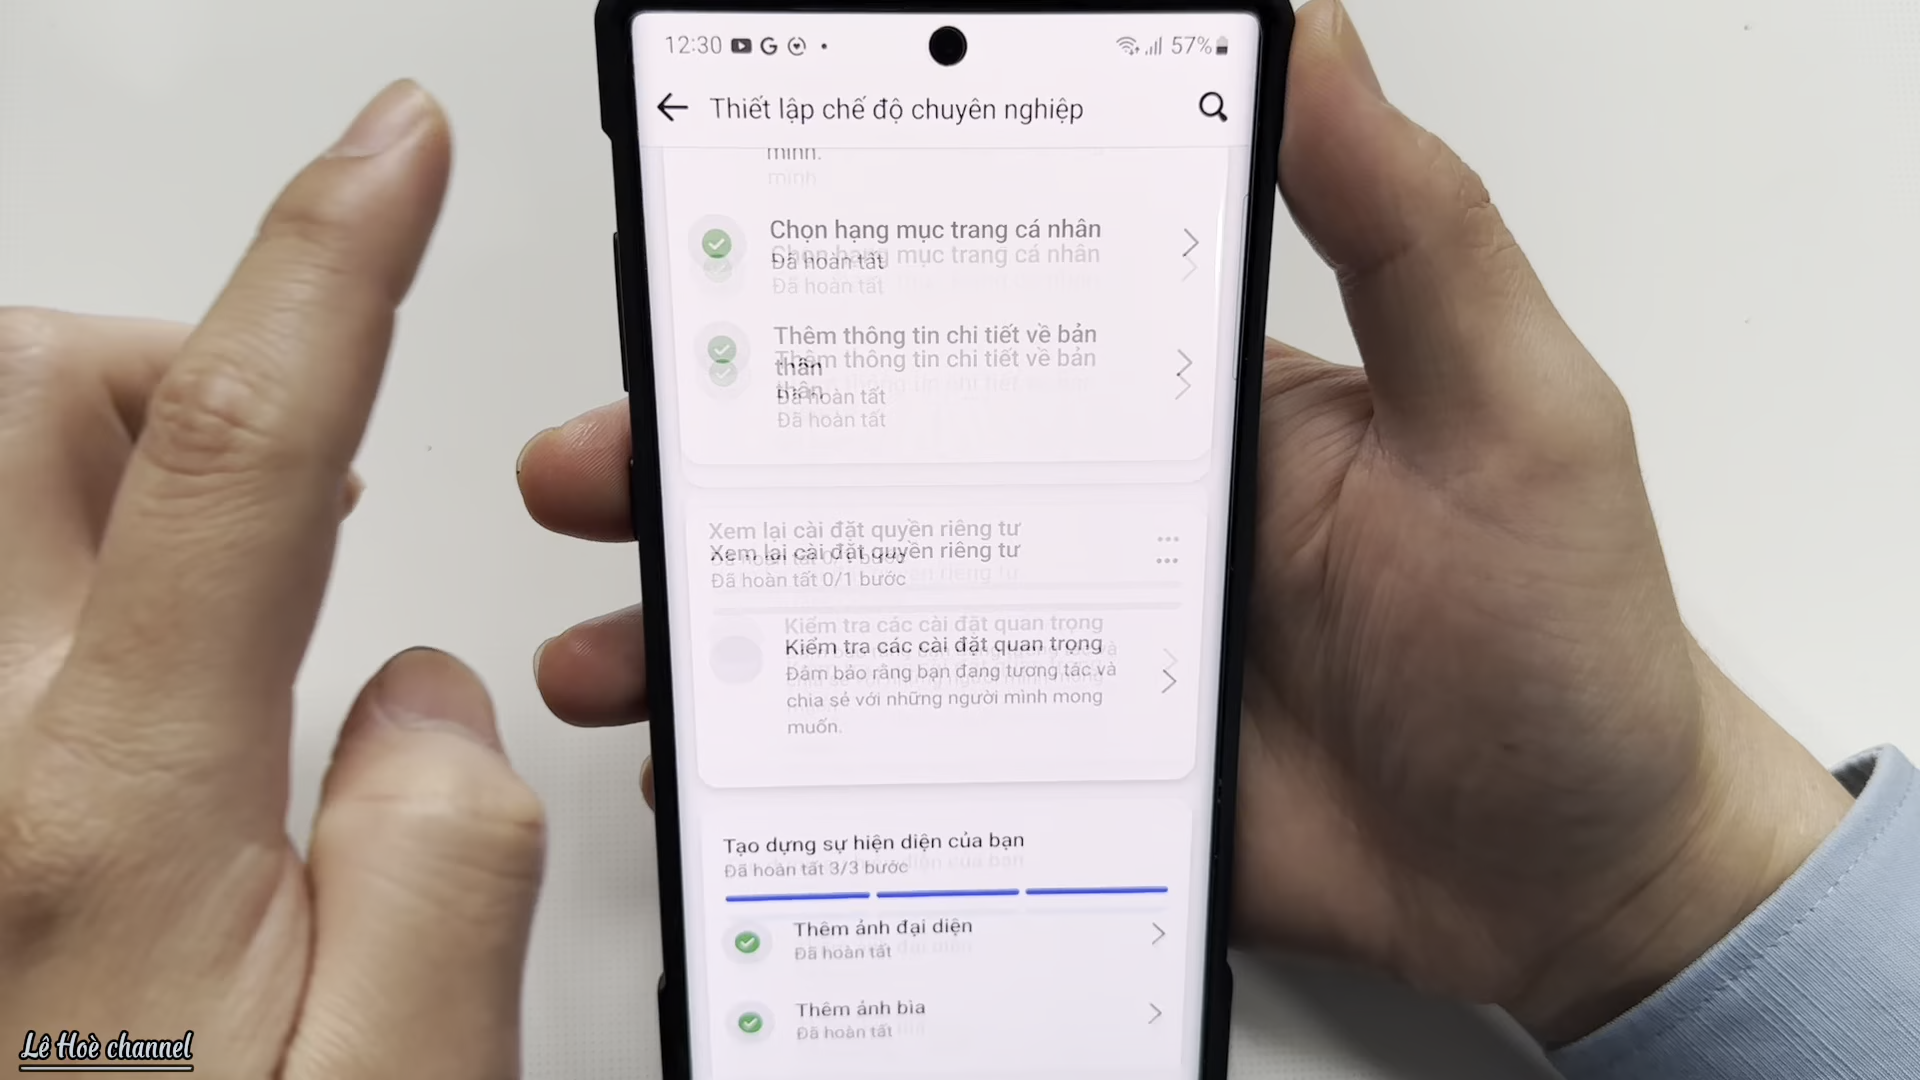 12:30
57%
Thiết lập chế độ chuyên nghiệp
mình.
Chọn hạng mục trang cá nhân
Đã hoàn tất
Thêm thông tin chi tiết về bản
thân
Đã hoàn tất
Xem lại cài đặt quyền riêng tư
Đã hoàn tất 0/1 bước
Kiểm tra các cài đặt quan trọng
Đảm bảo rằng bạn đang tương tác và
chia sẻ với những người mình mong
muốn.
Tạo dựng sự hiện diện của bạn
Đã hoàn tất 3/3 bước
Thêm ảnh đại diện
Đã hoàn tất
Thêm ảnh bìa
Đã hoàn tất
Lê Hoè channel